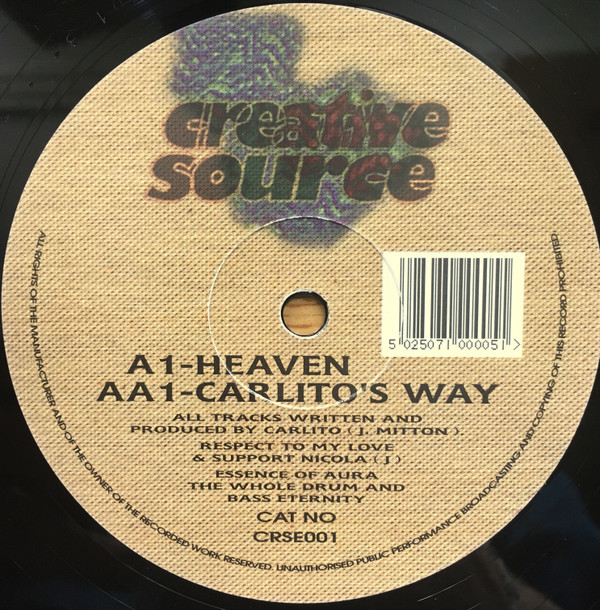 creative
source
5 025071 000051 >
A1-HEAVEN
AA1-CARLITO'S WAY
ALL TRACKS WRITTEN AND
PRODUCED BY CARLITO ( J. MITTON ).
RESPECT TO MY LOVE
& SUPPORT NICOLA ( J )
ESSENCE OF AURA
THE WHOLE DRUM AND
BASS ETERNITY
CAT NO
CRSE001
ALL RIGHTS OF THE MANUFACTURER AND OF THE OWNER OF THE RECORDED WORK RESERVED. UNAUTHORISED PUBLIC PERFORMANCE BROADCASTING AND COPYING OF THIS RECORD PROHIBITED